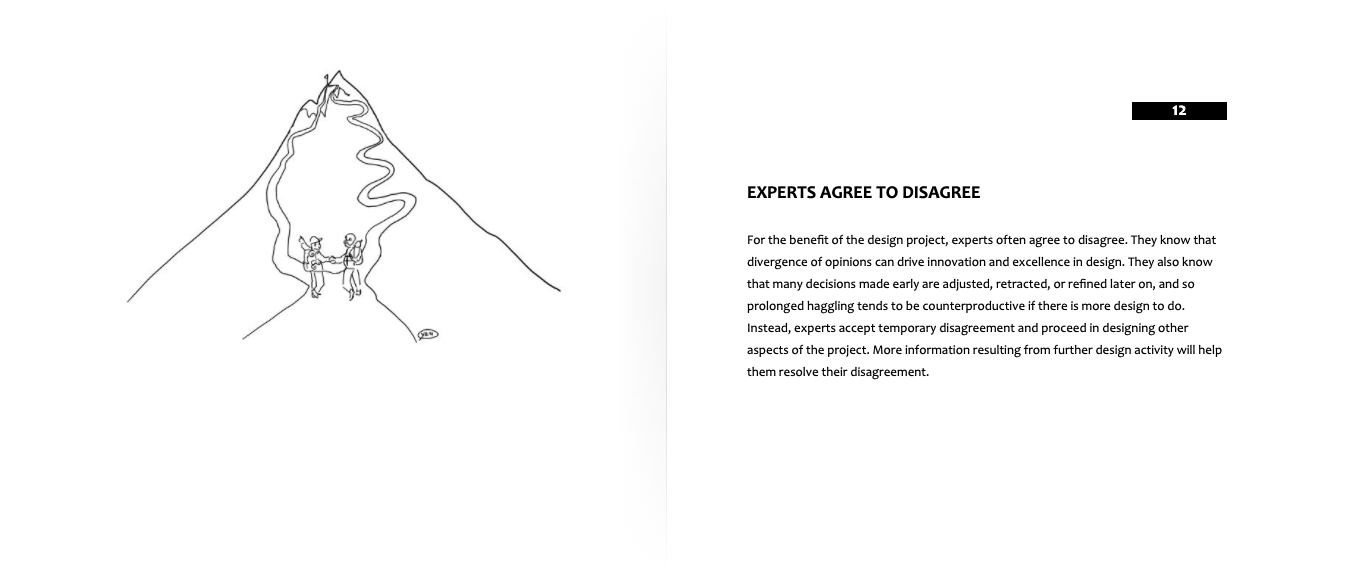 12
EXPERTS AGREE TO DISAGREE
For the benefit of the design project, experts often agree to disagree. They know that
divergence of opinions can drive innovation and excellence in design. They also know
that many decisions made early are adjusted, retracted, or refined later on, and so
prolonged haggling tends to be counterproductive if there is more design to do.
Instead, experts accept temporary disagreement and proceed in designing other
aspects of the project. More information resulting from further design activity will help
them resolve their disagreement.